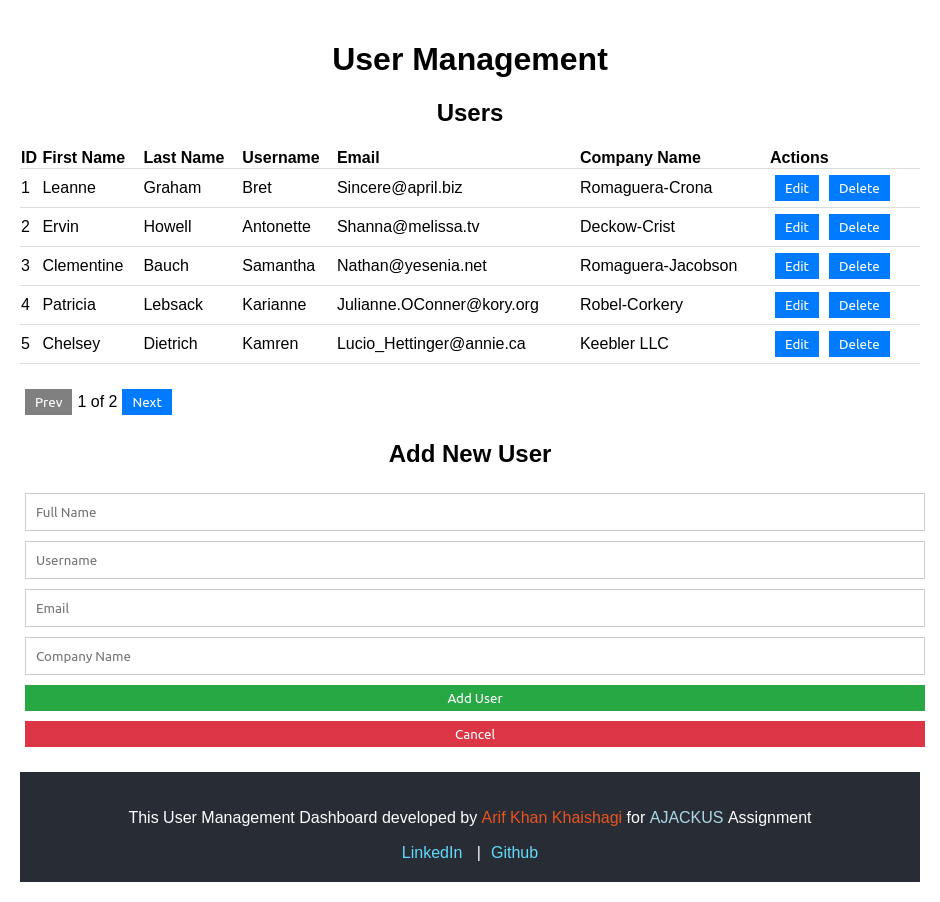 User Management
Users
ID First Name Last Name Username Email Company Name Actions
1 Leanne Graham Bret Sincere@april.biz Romaguera-Crona Edit Delete
2 Ervin Howell Antonette Shanna@melissa.tv Deckow-Crist Edit Delete
3 Clementine Bauch Samantha Nathan@yesenia.net Romaguera-Jacobson Edit Delete
4 Patricia Lebsack Karianne Julianne.OConner@kory.org Robel-Corkery Edit Delete
5 Chelsey Dietrich Kamren Lucio_Hettinger@annie.ca Keebler LLC Edit Delete
Prev 1 of 2 Next
Add New User
Full Name
Username
Email
Company Name
Add User
Cancel
This User Management Dashboard developed by Arif Khan Khaishagi for AJACKUS Assignment
LinkedIn | Github